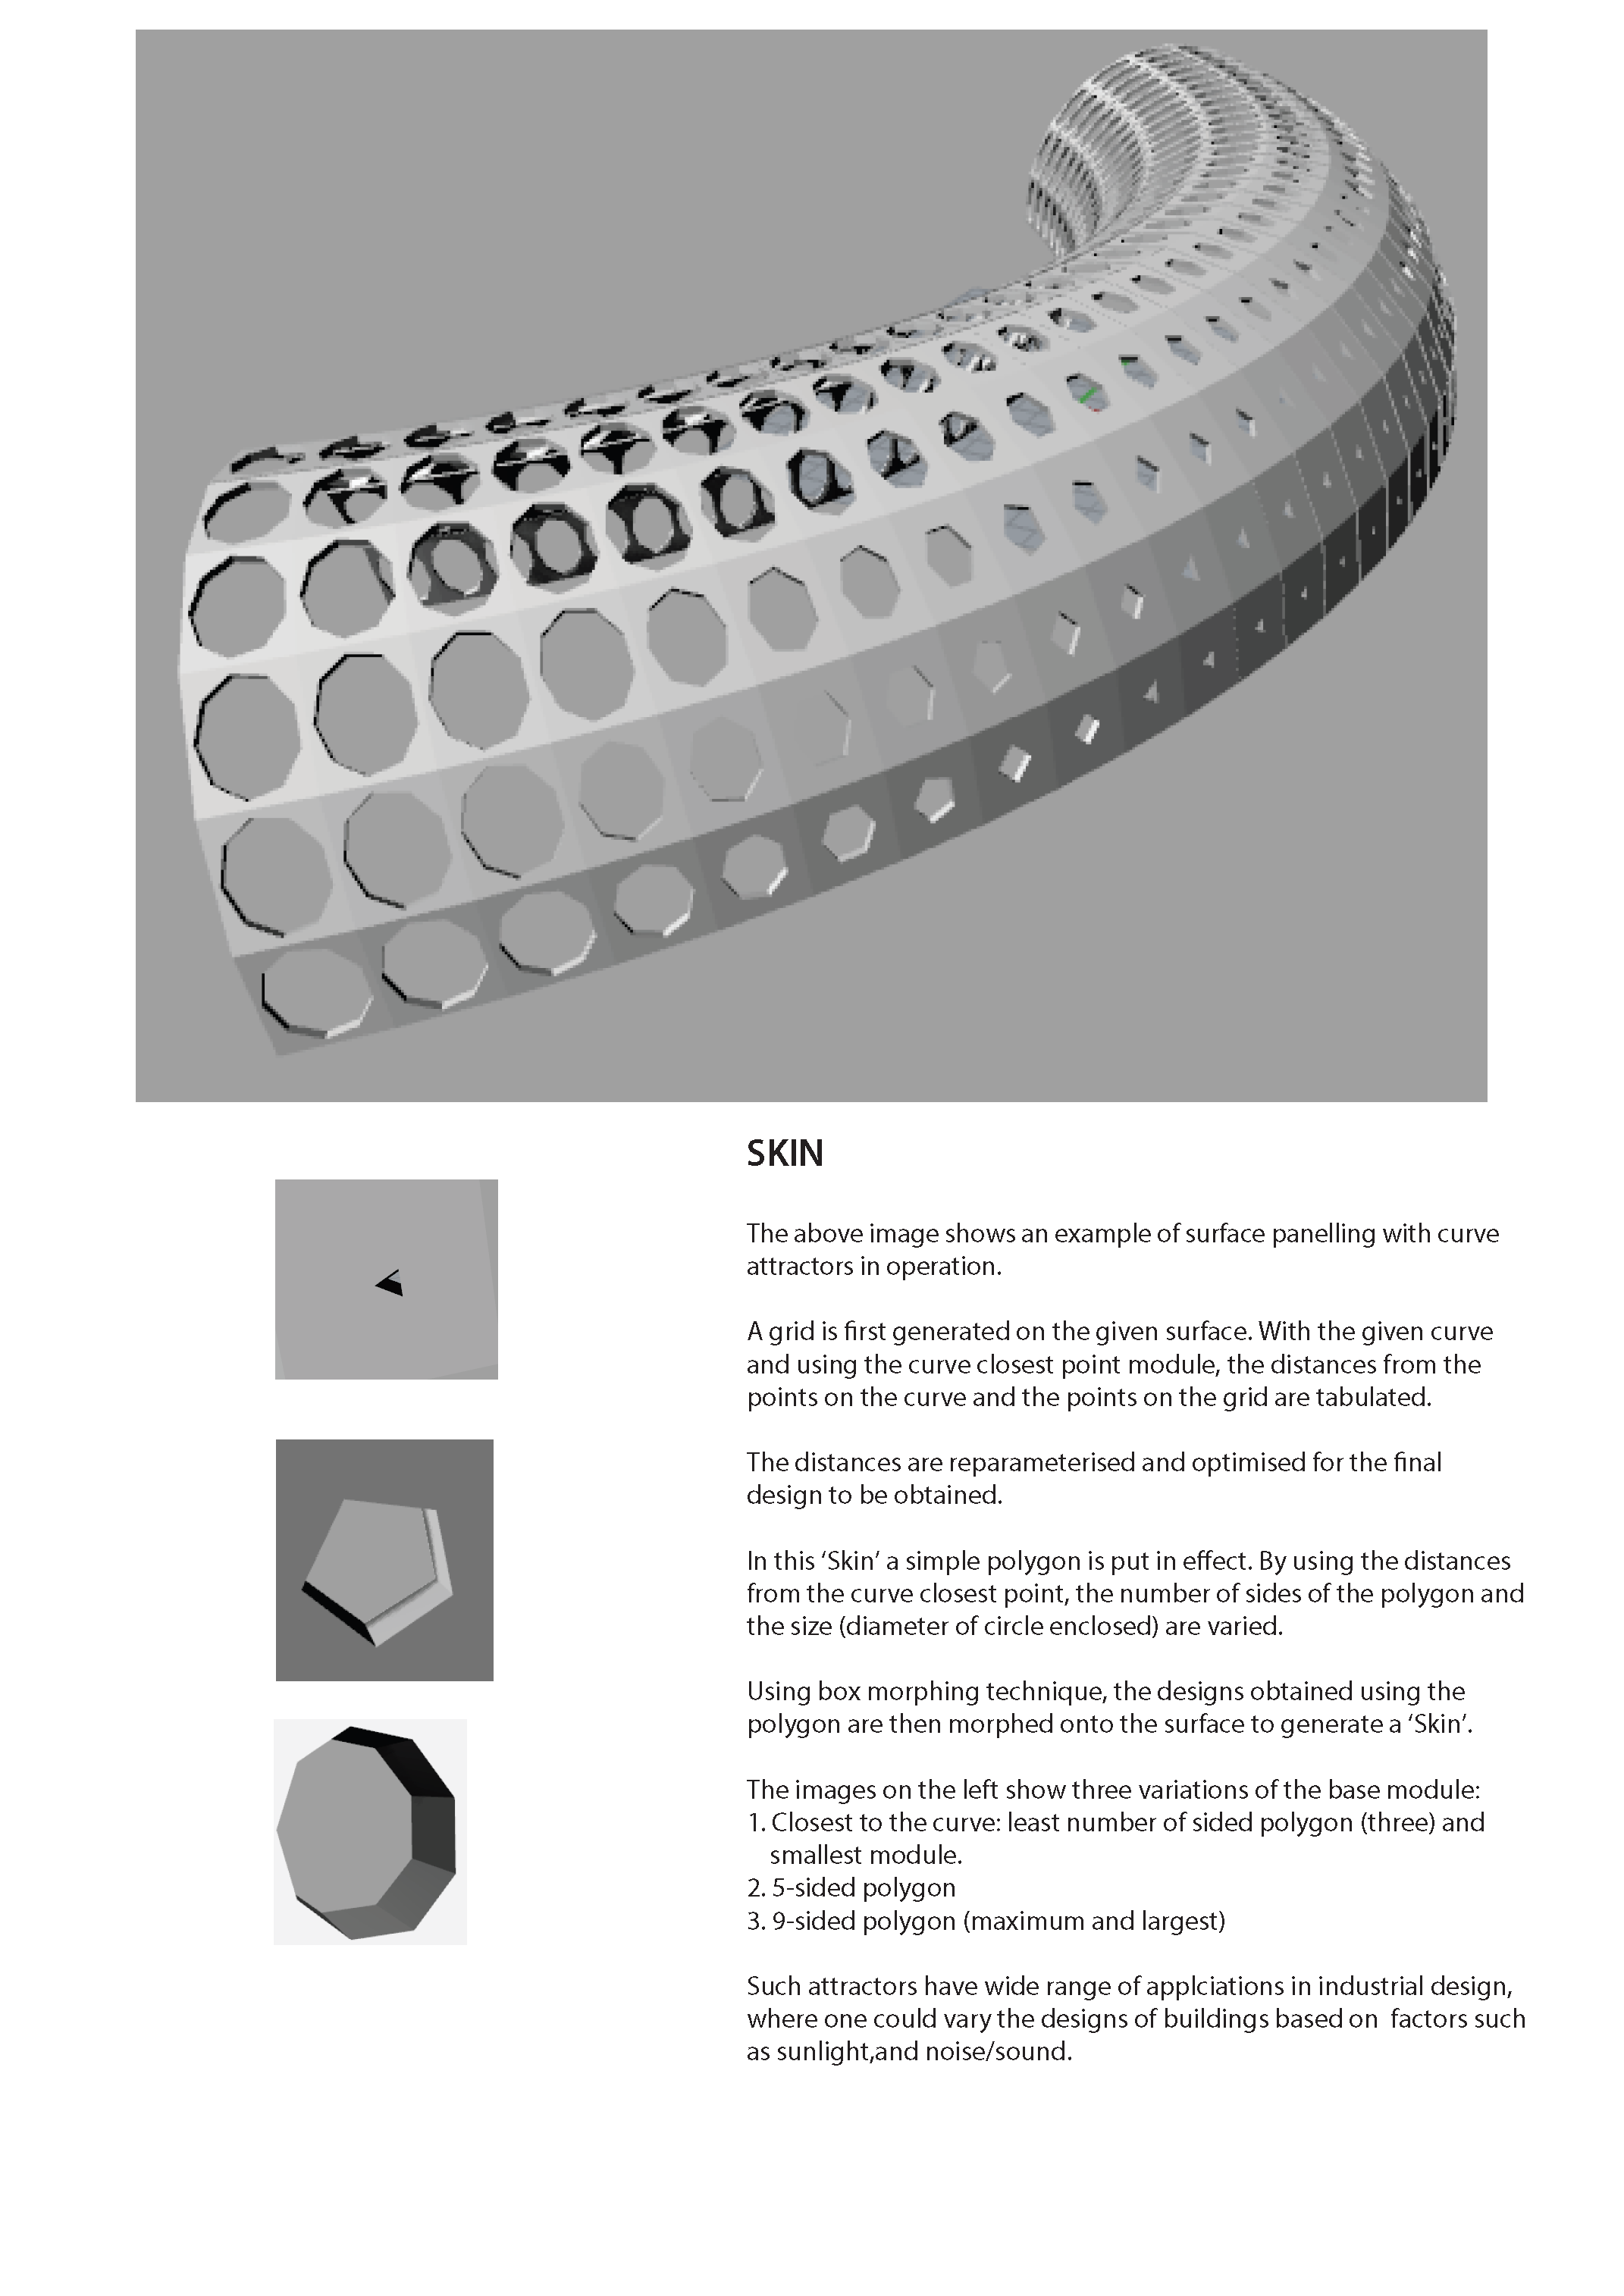 SKIN
The above image shows an example of surface panelling with curve
attractors in operation.
A grid is first generated on the given surface. With the given curve
and using the curve closest point module, the distances from the
points on the curve and the points on the grid are tabulated.
The distances are reparameterised and optimised for the final
design to be obtained.
In this ‘Skin’ a simple polygon is put in effect. By using the distances
from the curve closest point, the number of sides of the polygon and
the size (diameter of circle enclosed) are varied.
Using box morphing technique, the designs obtained using the
polygon are then morphed onto the surface to generate a ‘Skin’.
The images on the left show three variations of the base module:
1. Closest to the curve: least number of sided polygon (three) and
smallest module.
2. 5-sided polygon
3. 9-sided polygon (maximum and largest)
Such attractors have wide range of applciations in industrial design,
where one could vary the designs of buildings based on  factors such
as sunlight,and noise/sound.